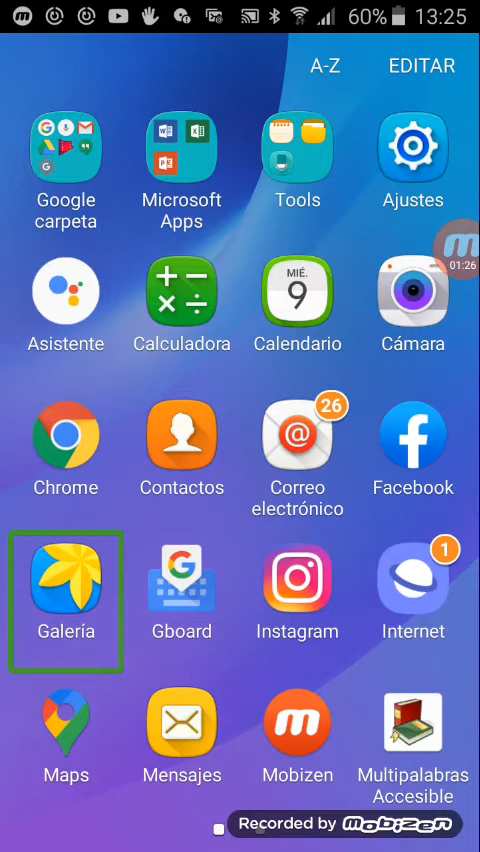 60% 13:25
A-Z EDITAR
Google
carpeta
Microsoft
Apps
Tools
Ajustes
01:26
MIÉ.
9
Asistente
Calculadora
Calendario
Cámara
26
Chrome
Contactos
Correo
electrónico
Facebook
1
Galería
Gboard
Instagram
Internet
Maps
Mensajes
Mobizen
Multipalabras
Accesible
Recorded by mobizen